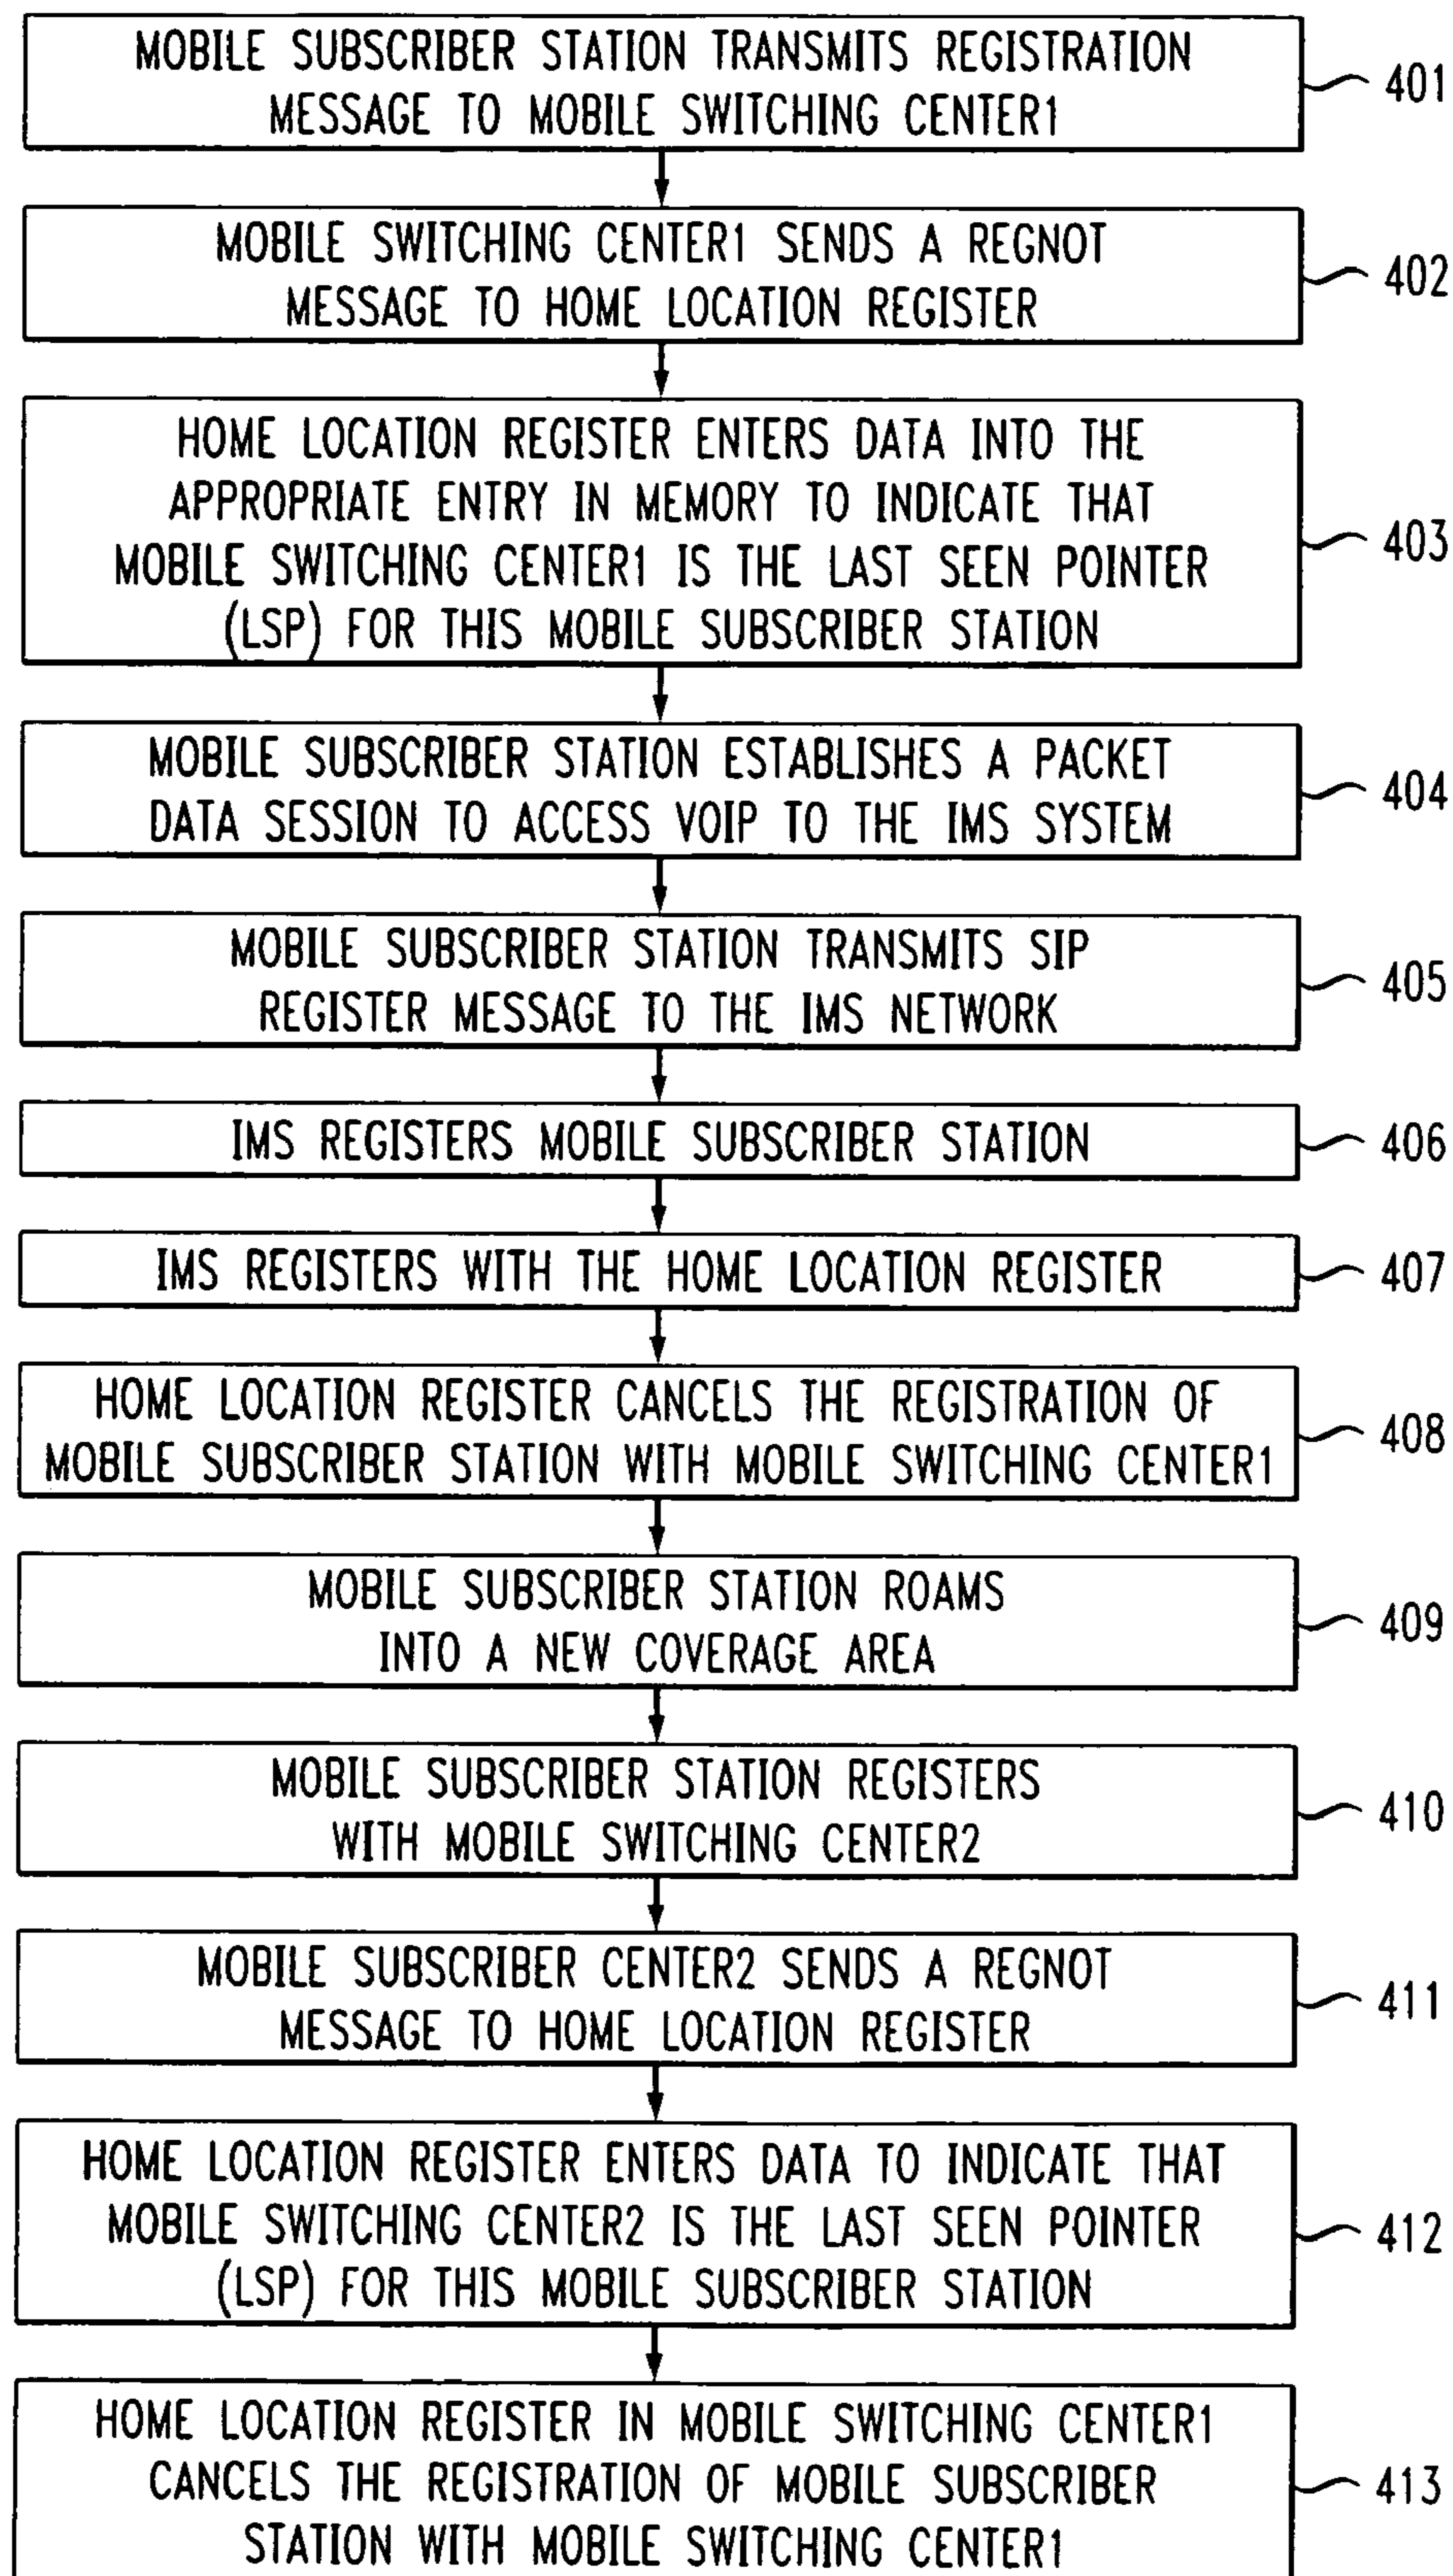 MOBILE SUBSCRIBER STATION TRANSMITS REGISTRATION
MESSAGE TO MOBILE SWITCHING CENTER1
401
MOBILE SWITCHING CENTER1 SENDS A REGNOT
MESSAGE TO HOME LOCATION REGISTER
402
HOME LOCATION REGISTER ENTERS DATA INTO THE
APPROPRIATE ENTRY IN MEMORY TO INDICATE THAT
MOBILE SWITCHING CENTER1 IS THE LAST SEEN POINTER
(LSP) FOR THIS MOBILE SUBSCRIBER STATION
403
MOBILE SUBSCRIBER STATION ESTABLISHES A PACKET
DATA SESSION TO ACCESS VOIP TO THE IMS SYSTEM
404
MOBILE SUBSCRIBER STATION TRANSMITS SIP
REGISTER MESSAGE TO THE IMS NETWORK
405
IMS REGISTERS MOBILE SUBSCRIBER STATION
406
IMS REGISTERS WITH THE HOME LOCATION REGISTER
407
HOME LOCATION REGISTER CANCELS THE REGISTRATION OF
MOBILE SUBSCRIBER STATION WITH MOBILE SWITCHING CENTER1
408
MOBILE SUBSCRIBER STATION ROAMS
INTO A NEW COVERAGE AREA
409
MOBILE SUBSCRIBER STATION REGISTERS
WITH MOBILE SWITCHING CENTER2
410
MOBILE SUBSCRIBER CENTER2 SENDS A REGNOT
MESSAGE TO HOME LOCATION REGISTER
411
HOME LOCATION REGISTER ENTERS DATA TO INDICATE THAT
MOBILE SWITCHING CENTER2 IS THE LAST SEEN POINTER
(LSP) FOR THIS MOBILE SUBSCRIBER STATION
412
HOME LOCATION REGISTER IN MOBILE SWITCHING CENTER1
CANCELS THE REGISTRATION OF MOBILE SUBSCRIBER
STATION WITH MOBILE SWITCHING CENTER1
413